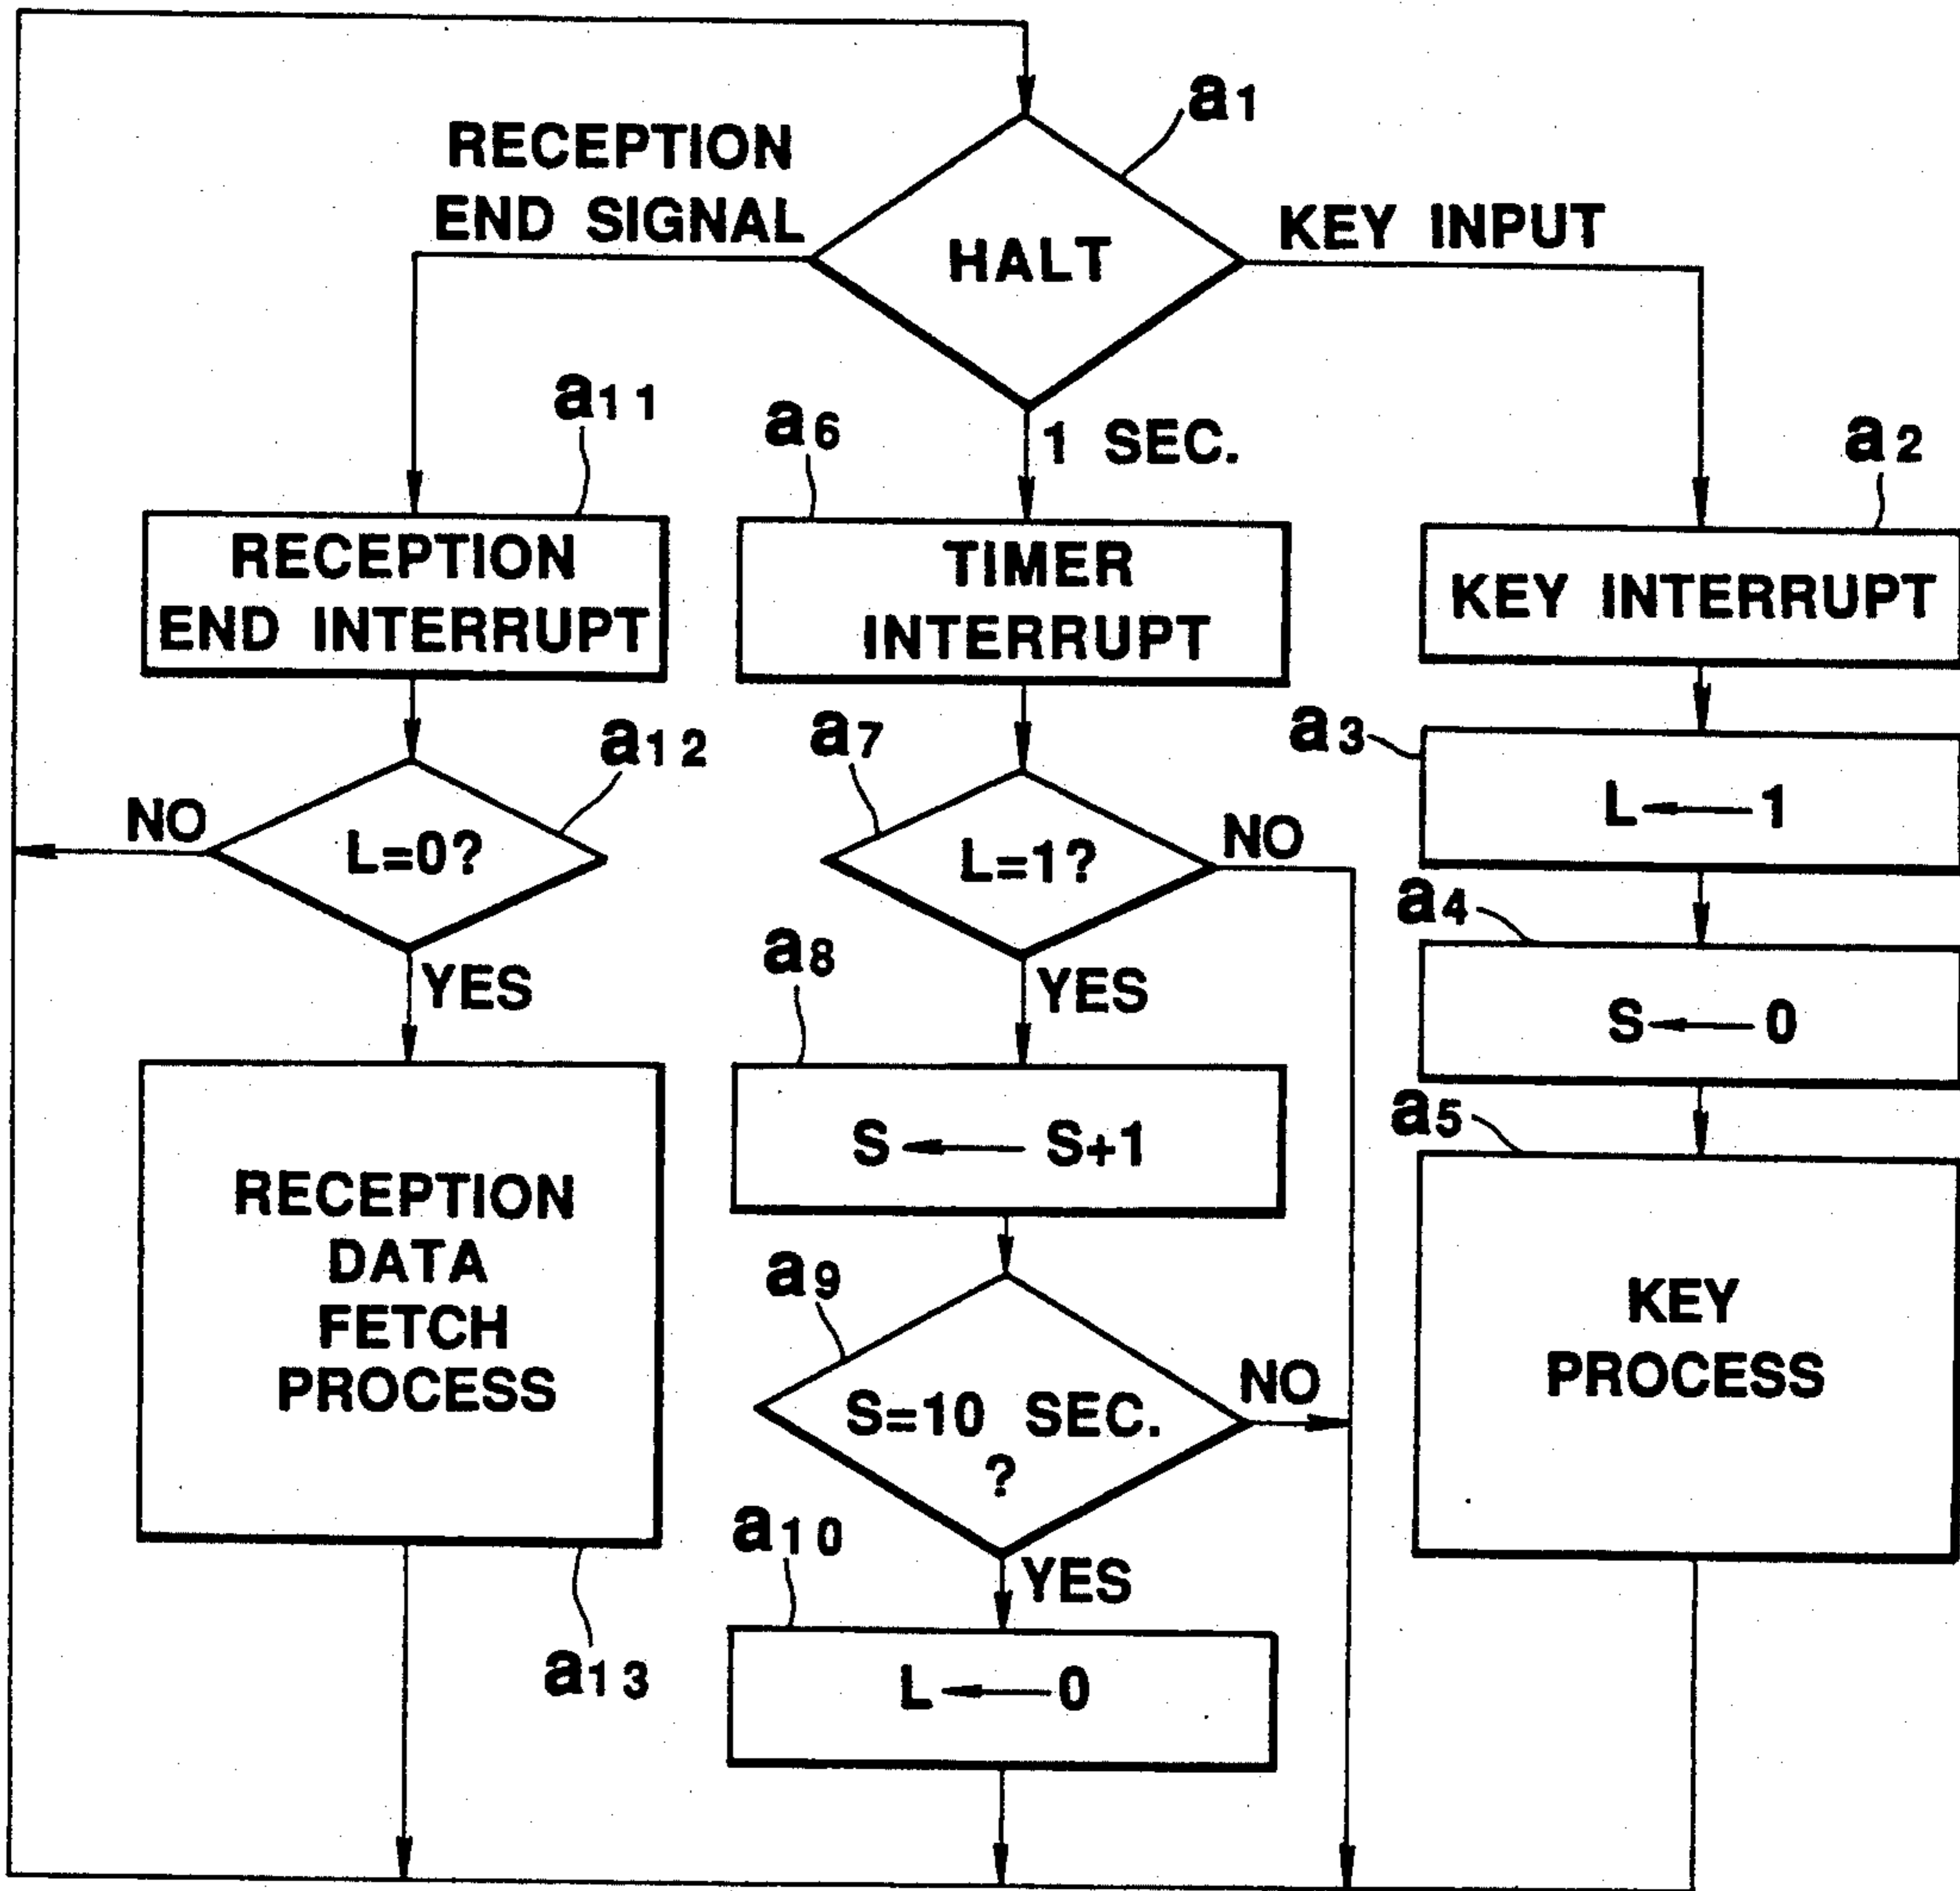 a1
RECEPTION
END SIGNAL
HALT
KEY INPUT
a11
a6
1 SEC.
a2
RECEPTION
END INTERRUPT
TIMER
INTERRUPT
KEY INTERRUPT
a12
a7
a3
NO
L=0?
L=1?
NO
L ← 1
YES
a8
YES
a4
S ← 0
S ← S+1
a5
RECEPTION
DATA
FETCH
PROCESS
a9
S=10 SEC.
?
NO
KEY
PROCESS
a10
YES
a13
L ← 0